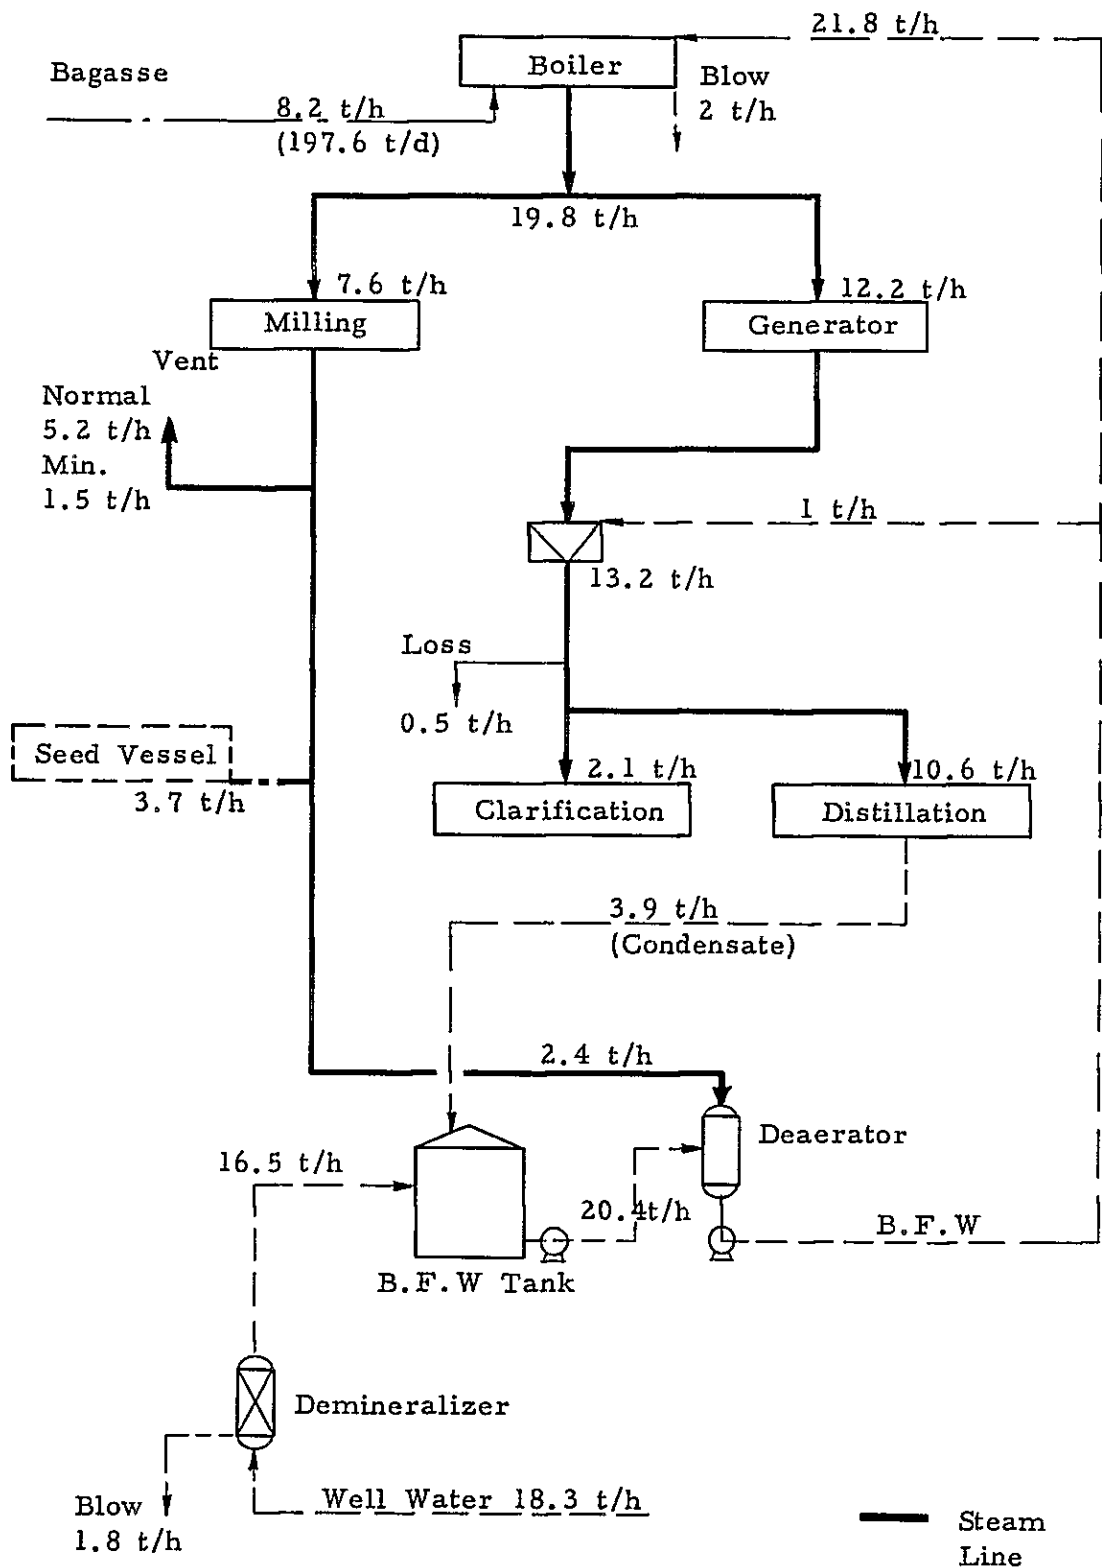 21.8 t/h
Boiler
Bagasse
Blow
2 t/h
8.2 t/h
(197.6 t/d)
19.8 t/h
7.6 t/h
12.2 t/h
Milling
Generator
Vent
Normal
5.2 t/h
Min.
1.5 t/h
1 t/h
13.2 t/h
Loss
0.5 t/h
Seed Vessel
3.7 t/h
2.1 t/h
10.6 t/h
Clarification
Distillation
3.9 t/h
(Condensate)
2.4 t/h
Deaerator
16.5 t/h
20.4t/h
B.F.W
B.F.W Tank
Demineralizer
Well Water 18.3 t/h
Blow
1.8 t/h
Steam
Line